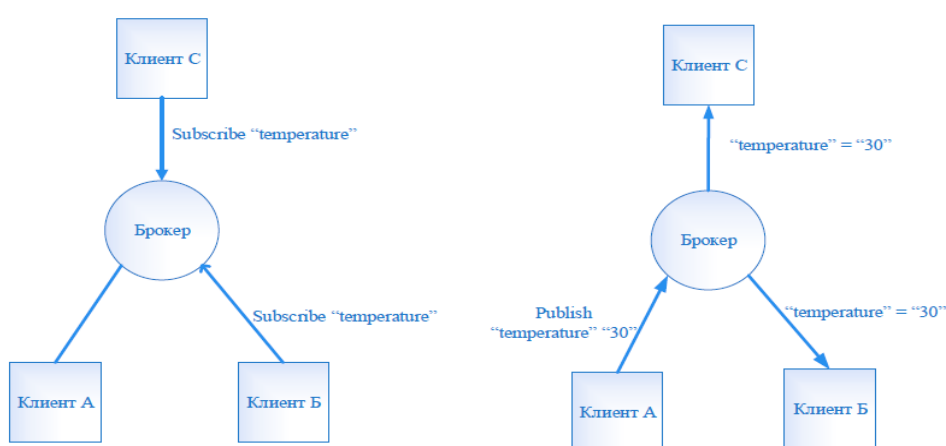 Клиент С
Subscribe “temperature”
Брокер
Subscribe “temperature”
Клиент А
Клиент Б
Клиент С
“temperature” = “30”
Брокер
Publish
“temperature” “30”
“temperature” = “30”
Клиент А
Клиент Б